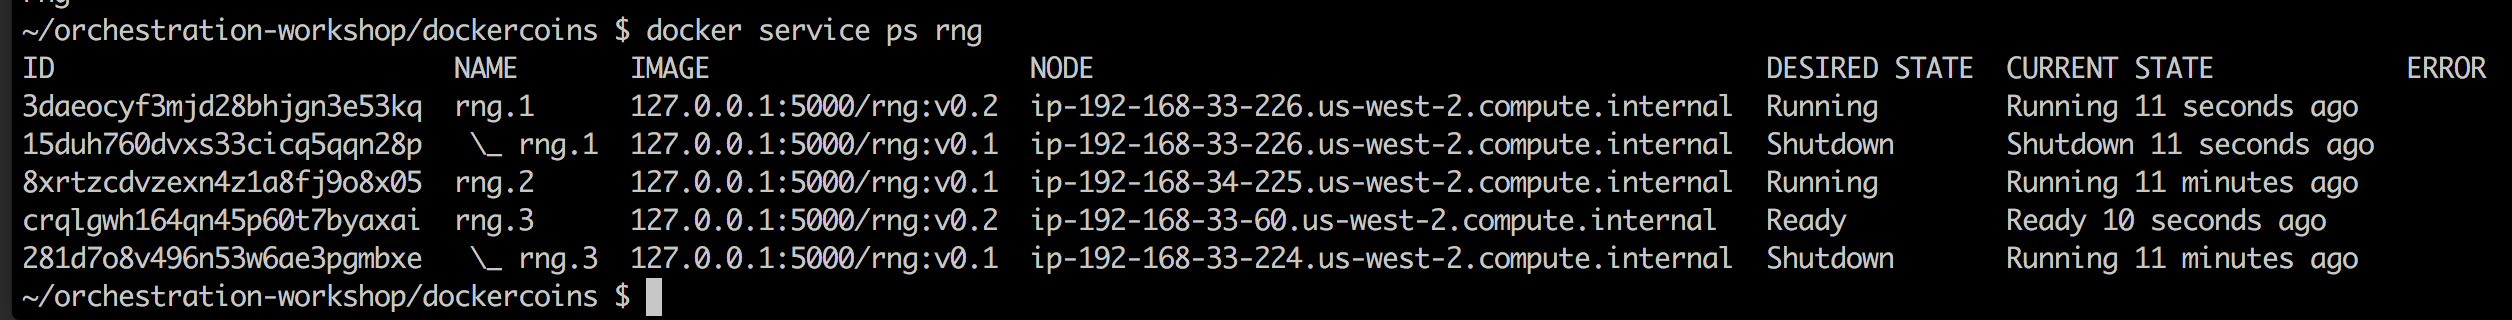 rng
~/orchestration-workshop/dockercoins $ docker service ps rng
ID                         NAME       IMAGE                    NODE                                          DESIRED STATE  CURRENT STATE            ERROR
3daeocyf3mjd28bhjgn3e53kq  rng.1      127.0.0.1:5000/rng:v0.2  ip-192-168-33-226.us-west-2.compute.internal  Running        Running 11 seconds ago
15duh760dvxs33cicq5qqn28p   \_ rng.1  127.0.0.1:5000/rng:v0.1  ip-192-168-33-226.us-west-2.compute.internal  Shutdown       Shutdown 11 seconds ago
8xrtzcdvzexn4z1a8fj9o8x05  rng.2      127.0.0.1:5000/rng:v0.1  ip-192-168-34-225.us-west-2.compute.internal  Running        Running 11 minutes ago
crqlgwh164qn45p60t7byaxai  rng.3      127.0.0.1:5000/rng:v0.2  ip-192-168-33-60.us-west-2.compute.internal   Ready          Ready 10 seconds ago
281d7o8v496n53w6ae3pgmbxe   \_ rng.3  127.0.0.1:5000/rng:v0.1  ip-192-168-33-224.us-west-2.compute.internal  Shutdown       Running 11 minutes ago
~/orchestration-workshop/dockercoins $